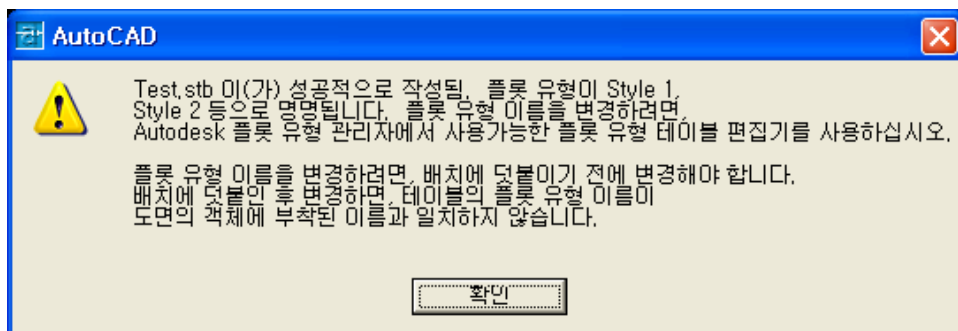 AutoCAD
Test.stb 이(가) 성공적으로 작성됨. 플롯 유형이 Style 1,
Style 2 등으로 명명됩니다. 플롯 유형 이름을 변경하려면,
Autodesk 플롯 유형 관리자에서 사용가능한 플롯 유형 테이블 편집기를 사용하십시오.
플롯 유형 이름을 변경하려면, 배치에 덧붙이기 전에 변경해야 합니다.
배치에 덧붙인 후 변경하면, 테이블의 플롯 유형 이름이
도면의 객체에 부착된 이름과 일치하지 않습니다.
확인